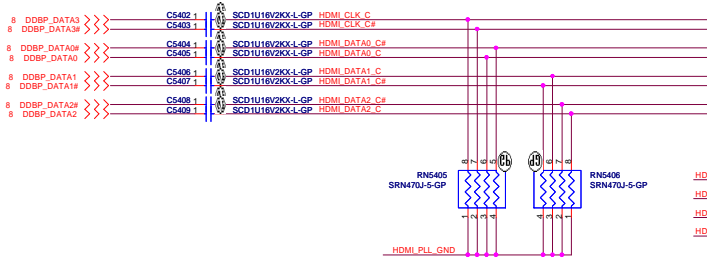 8 DDBP_DATA3 C5402 1 SCD1U16V2KX-L-GP HDMI_CLK_C
8 DDBP_DATA3# C5403 1 SCD1U16V2KX-L-GP HDMI_CLK_C#
8 DDBP_DATA0# C5404 1 SCD1U16V2KX-L-GP HDMI_DATA0_C#
8 DDBP_DATA0 C5405 1 SCD1U16V2KX-L-GP HDMI_DATA0_C
8 DDBP_DATA1 C5406 1 SCD1U16V2KX-L-GP HDMI_DATA1_C
8 DDBP_DATA1# C5407 1 SCD1U16V2KX-L-GP HDMI_DATA1_C#
8 DDBP_DATA2# C5408 1 SCD1U16V2KX-L-GP HDMI_DATA2_C#
8 DDBP_DATA2 C5409 1 SCD1U16V2KX-L-GP HDMI_DATA2_C
8 7 6 5 5 6 7 8
RN5405 RN5406
SRN470J-5-GP SRN470J-5-GP
HD
HD
HD
HD
1 2 3 4 4 3 2 1
HDMI_PLL_GND